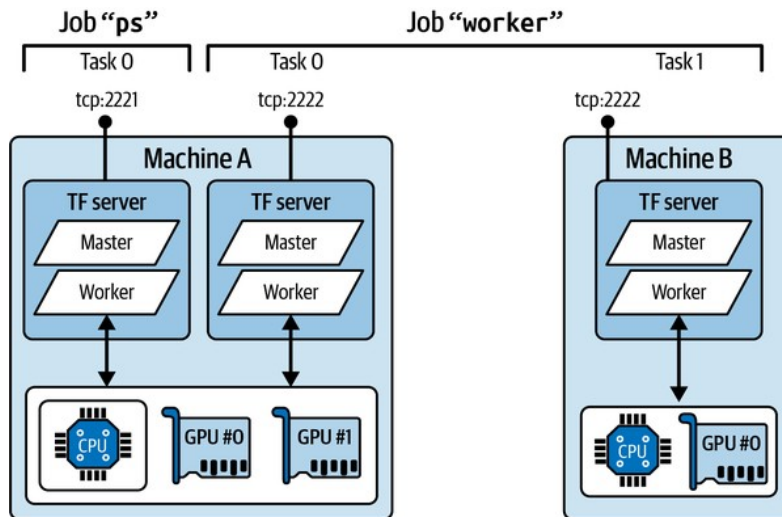 Job “ps” Job “worker”
Task 0 Task 0 Task 1
tcp:2221 tcp:2222 tcp:2222
Machine A Machine B
TF server TF server TF server
Master Master Master
Worker Worker Worker
CPU GPU #0 GPU #1 CPU GPU #0